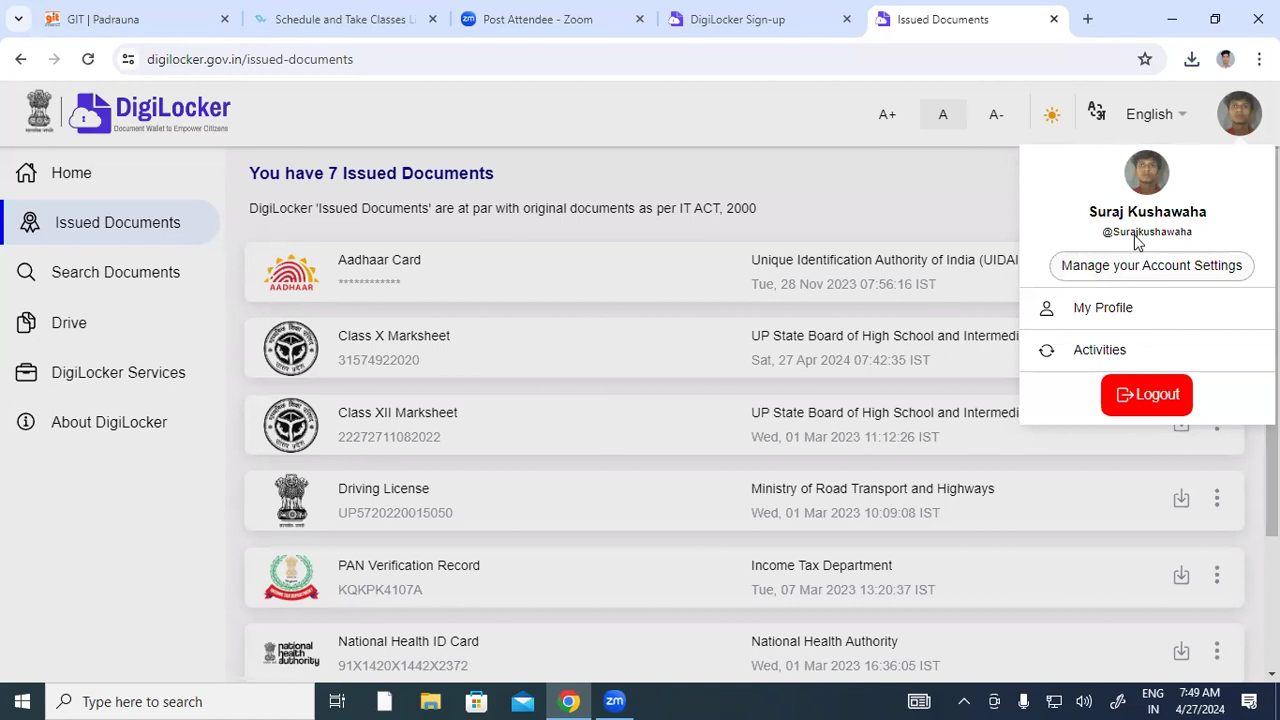 GIT | Padrauna
Schedule and Take Classes Li
Post Attendee - Zoom
DigiLocker Sign-up
Issued Documents
digilocker.gov.in/issued-documents
DigiLocker
Document Wallet to Empower Citizens
A+
A
A-
English
Home
Issued Documents
Search Documents
Drive
DigiLocker Services
About DigiLocker
You have 7 Issued Documents
DigiLocker 'Issued Documents' are at par with original documents as per IT ACT, 2000
AADHAAR
Aadhaar Card
************
Unique Identification Authority of India (UIDAI
Tue, 28 Nov 2023 07:56:16 IST
Class X Marksheet
31574922020
UP State Board of High School and Intermedi
Sat, 27 Apr 2024 07:42:35 IST
Class XII Marksheet
22272711082022
UP State Board of High School and Intermedi
Wed, 01 Mar 2023 11:12:26 IST
Driving License
UP5720220015050
Ministry of Road Transport and Highways
Wed, 01 Mar 2023 10:09:08 IST
PAN Verification Record
KQKPK4107A
Income Tax Department
Tue, 07 Mar 2023 13:20:37 IST
national
health
authority
National Health ID Card
91X1420X1442X2372
National Health Authority
Wed, 01 Mar 2023 16:36:05 IST
Suraj Kushawaha
@Surajkushawaha
Manage your Account Settings
My Profile
Activities
Logout
Type here to search
zm
ENG
IN
7:49 AM
4/27/2024